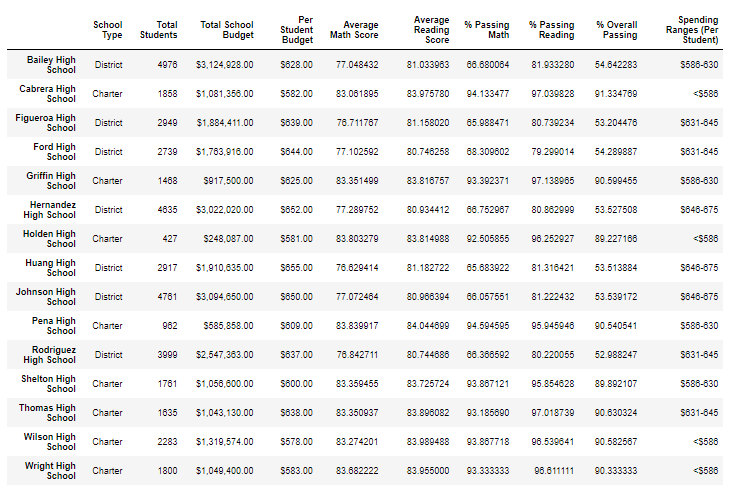 School Type Total Students Total School Budget Per Student Budget Average Math Score Average Reading Score % Passing Math % Passing Reading % Overall Passing Spending Ranges (Per Student)
Bailey High School District 4976 $3,124,928.00 $628.00 77.048432 81.033963 66.680064 81.933280 54.642283 $586-630
Cabrera High School Charter 1858 $1,081,356.00 $582.00 83.061895 83.975780 94.133477 97.039828 91.334769 <$586
Figueroa High School District 2949 $1,884,411.00 $639.00 76.711767 81.158020 65.988471 80.739234 53.204476 $631-645
Ford High School District 2739 $1,763,916.00 $644.00 77.102592 80.746258 68.309602 79.299014 54.289887 $631-645
Griffin High School Charter 1468 $917,500.00 $625.00 83.351499 83.816757 93.392371 97.138965 90.599455 $586-630
Hernandez High School District 4635 $3,022,020.00 $652.00 77.289752 80.934412 66.752967 80.862999 53.527508 $646-675
Holden High School Charter 427 $248,087.00 $581.00 83.803279 83.814988 92.505855 96.252927 89.227166 <$586
Huang High School District 2917 $1,910,635.00 $655.00 76.629414 81.182722 65.683922 81.316421 53.513884 $646-675
Johnson High School District 4761 $3,094,650.00 $650.00 77.072464 80.966394 66.057551 81.222432 53.539172 $646-675
Pena High School Charter 962 $585,858.00 $609.00 83.839917 84.044699 94.594595 95.945946 90.540541 $586-630
Rodriguez High School District 3999 $2,547,363.00 $637.00 76.842711 80.744686 66.366592 80.220055 52.988247 $631-645
Shelton High School Charter 1761 $1,056,600.00 $600.00 83.359455 83.725724 93.867121 95.854628 89.892107 $586-630
Thomas High School Charter 1635 $1,043,130.00 $638.00 83.350937 83.896082 93.185690 97.018739 90.630324 $631-645
Wilson High School Charter 2283 $1,319,574.00 $578.00 83.274201 83.989488 93.867718 96.539641 90.582567 <$586
Wright High School Charter 1800 $1,049,400.00 $583.00 83.682222 83.955000 93.333333 96.611111 90.333333 <$586